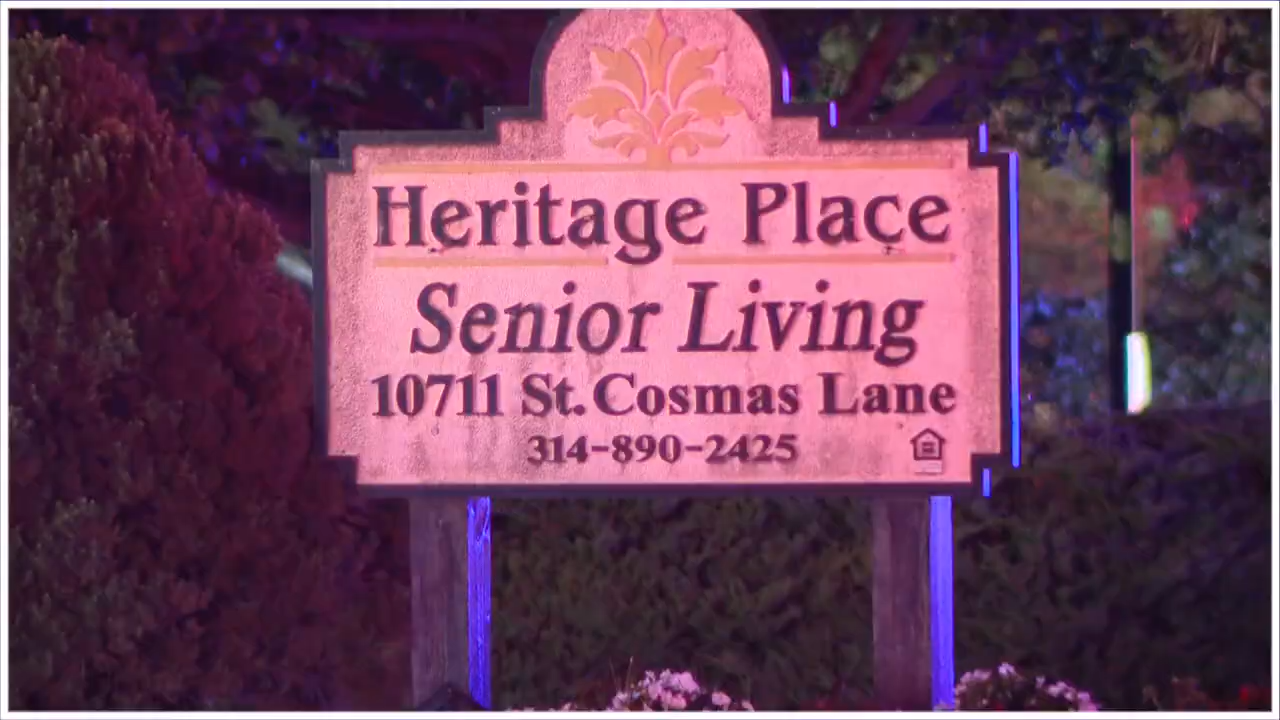 Heritage Place
Senior Living
10711 St. Cosmas Lane
314-890-2425